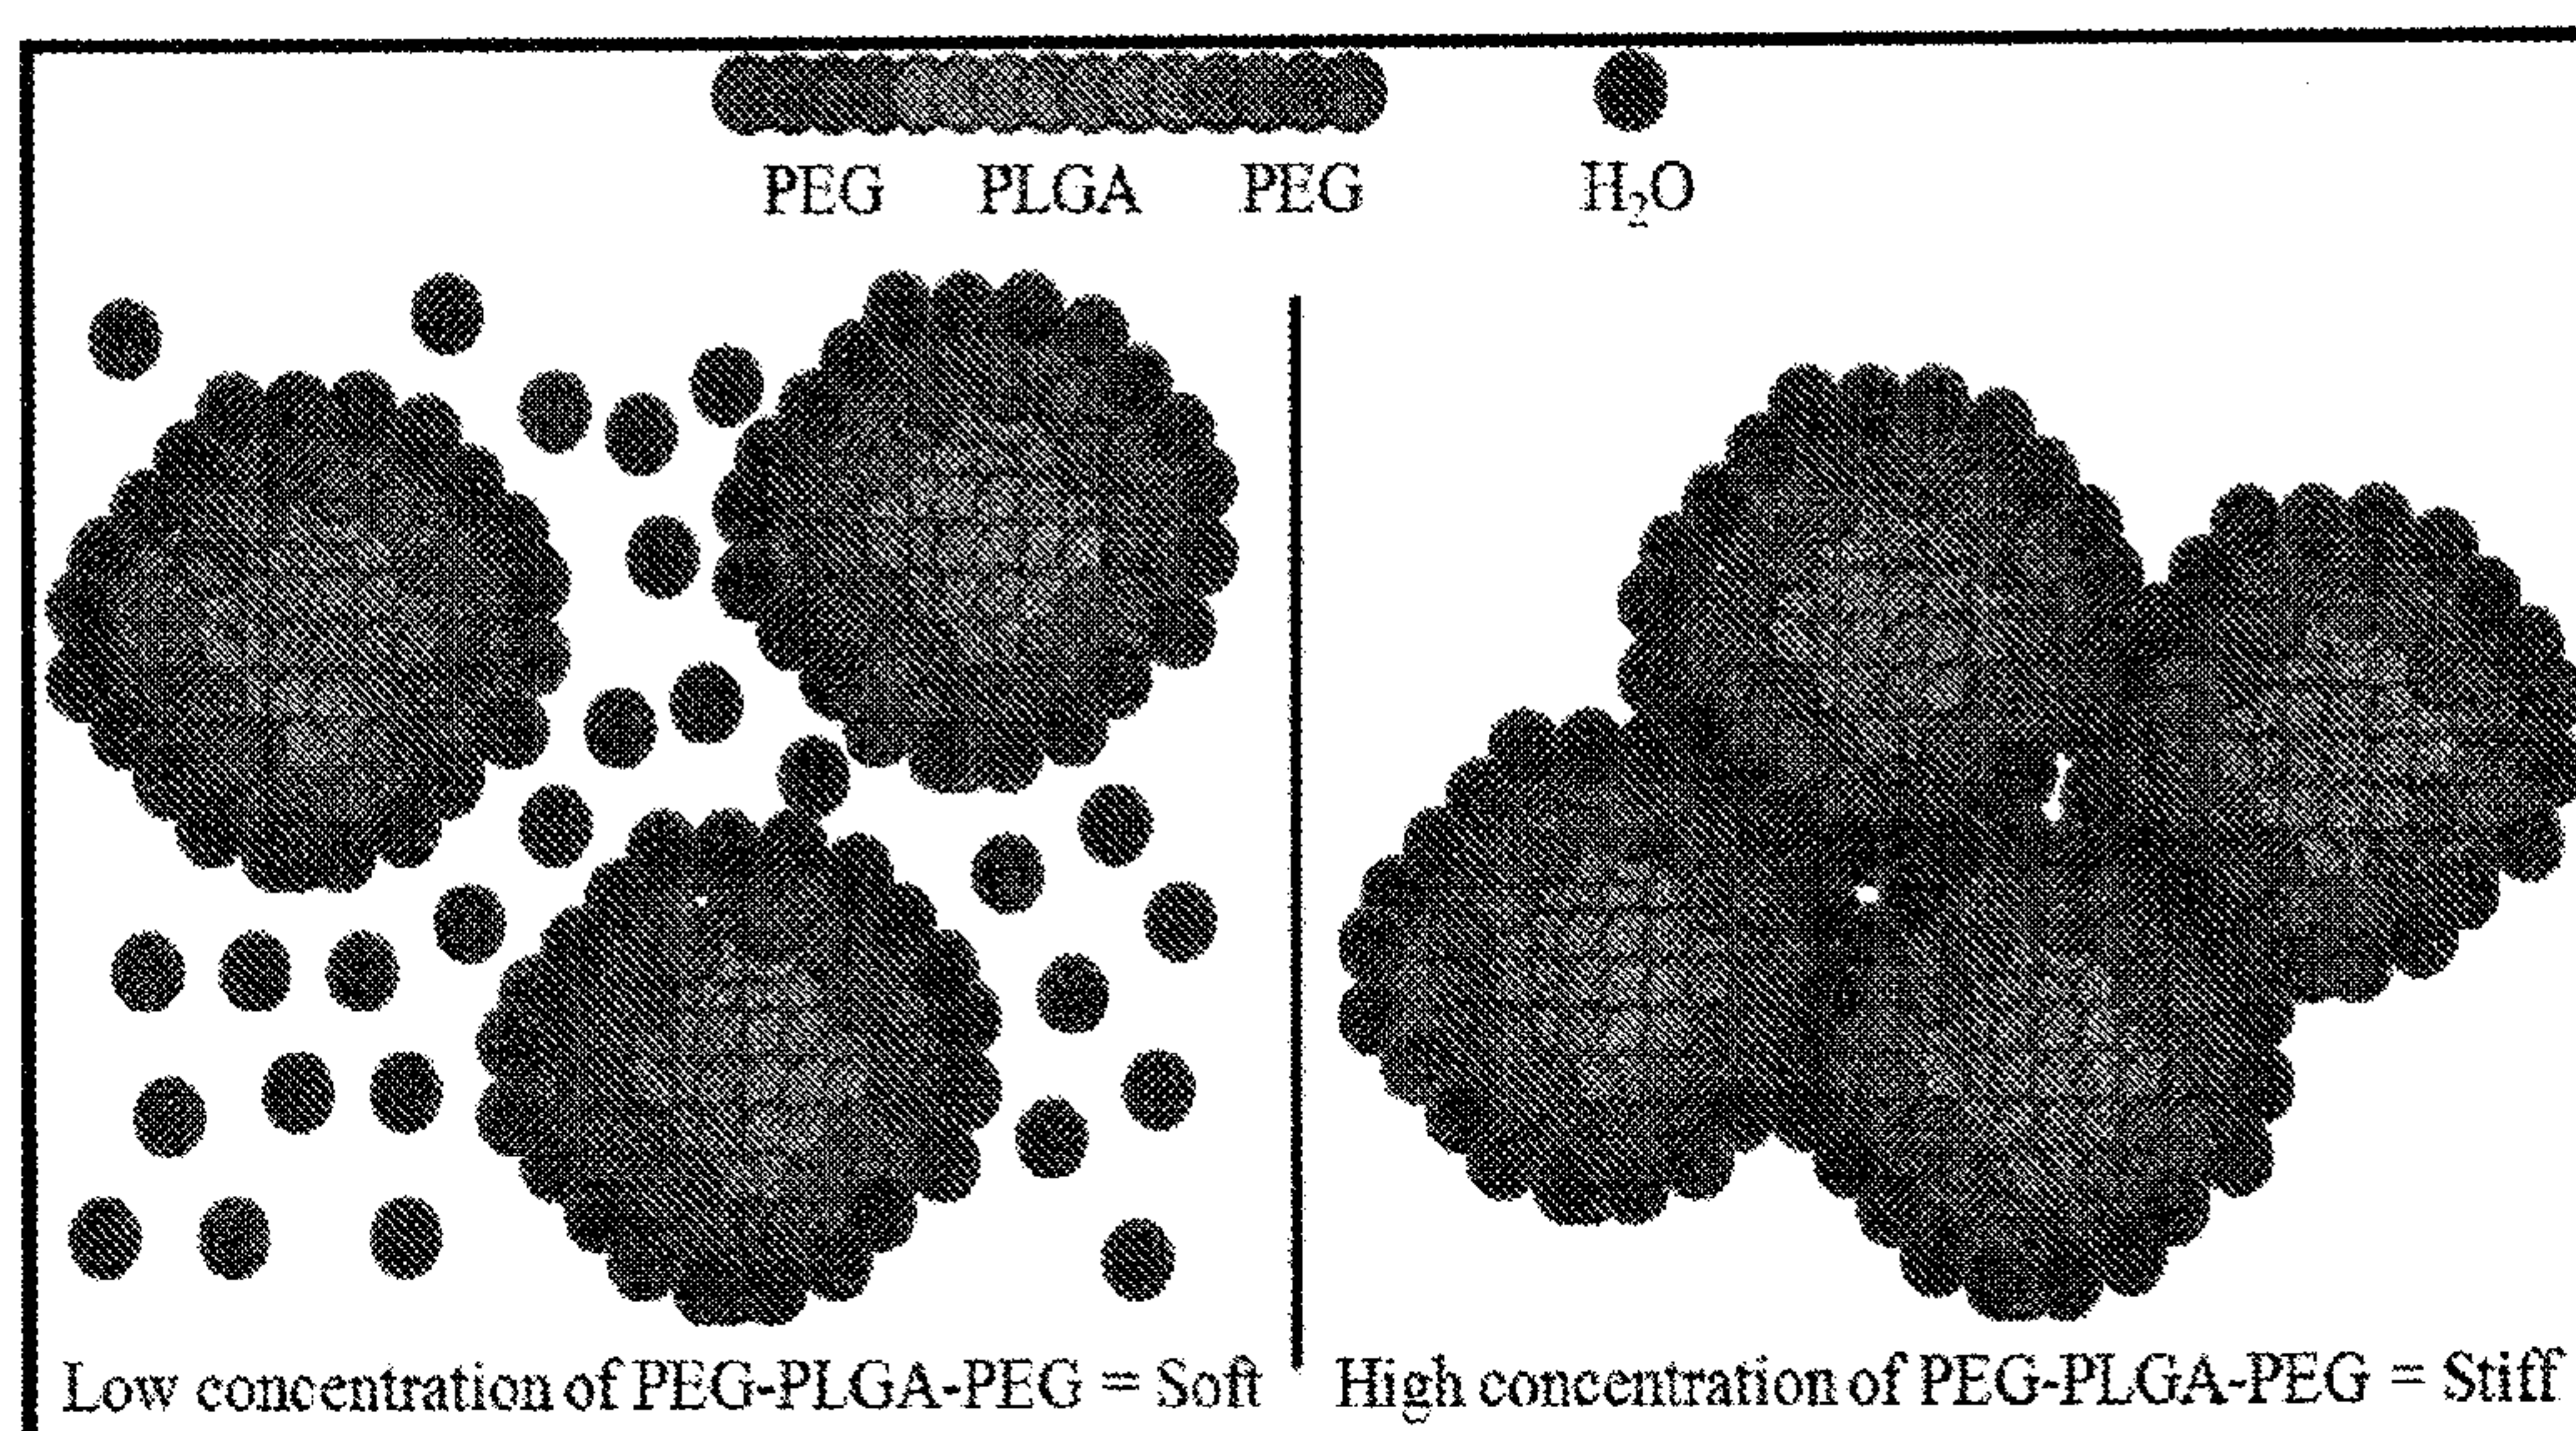 PEG PLGA PEG H₂O
Low concentration of PEG-PLGA-PEG = Soft
High concentration of PEG-PLGA-PEG = Stiff